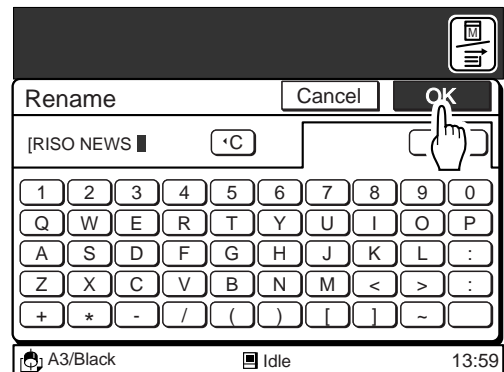 M
Rename Cancel OK
[RISO NEWS C
1 2 3 4 5 6 7 8 9 0
Q W E R T Y U I O P
A S D F G H J K L :
Z X C V B N M < > :
+ * - / ( ) [ ] ~
A3/Black Idle 13:59